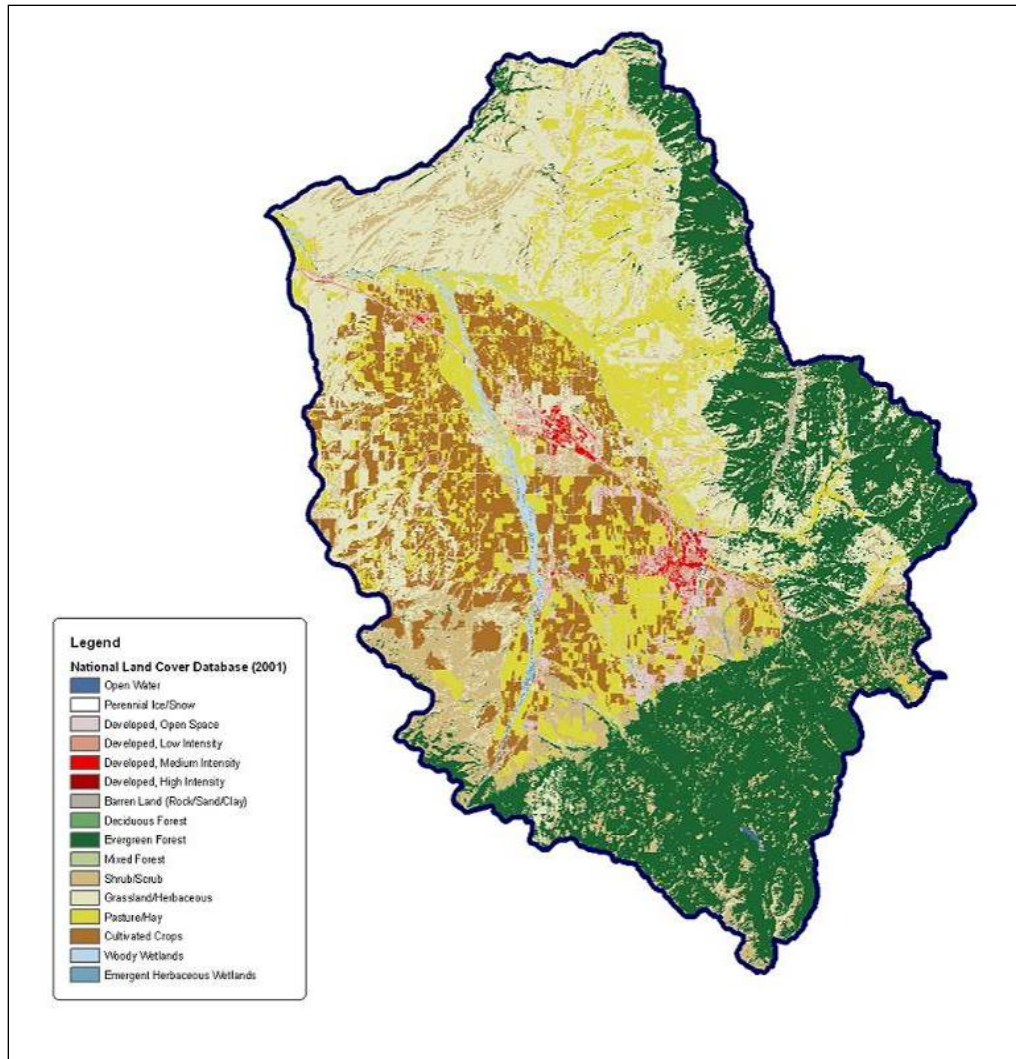 Legend
National Land Cover Database (2001)
Open Water
Perennial Ice/Snow
Developed, Open Space
Developed, Low Intensity
Developed, Medium Intensity
Developed, High Intensity
Barren Land (Rock/Sand/Clay)
Deciduous Forest
Evergreen Forest
Mixed Forest
Shrub/Scrub
Grassland/Herbaceous
Pasture/Hay
Cultivated Crops
Woody Wetlands
Emergent Herbaceous Wetlands